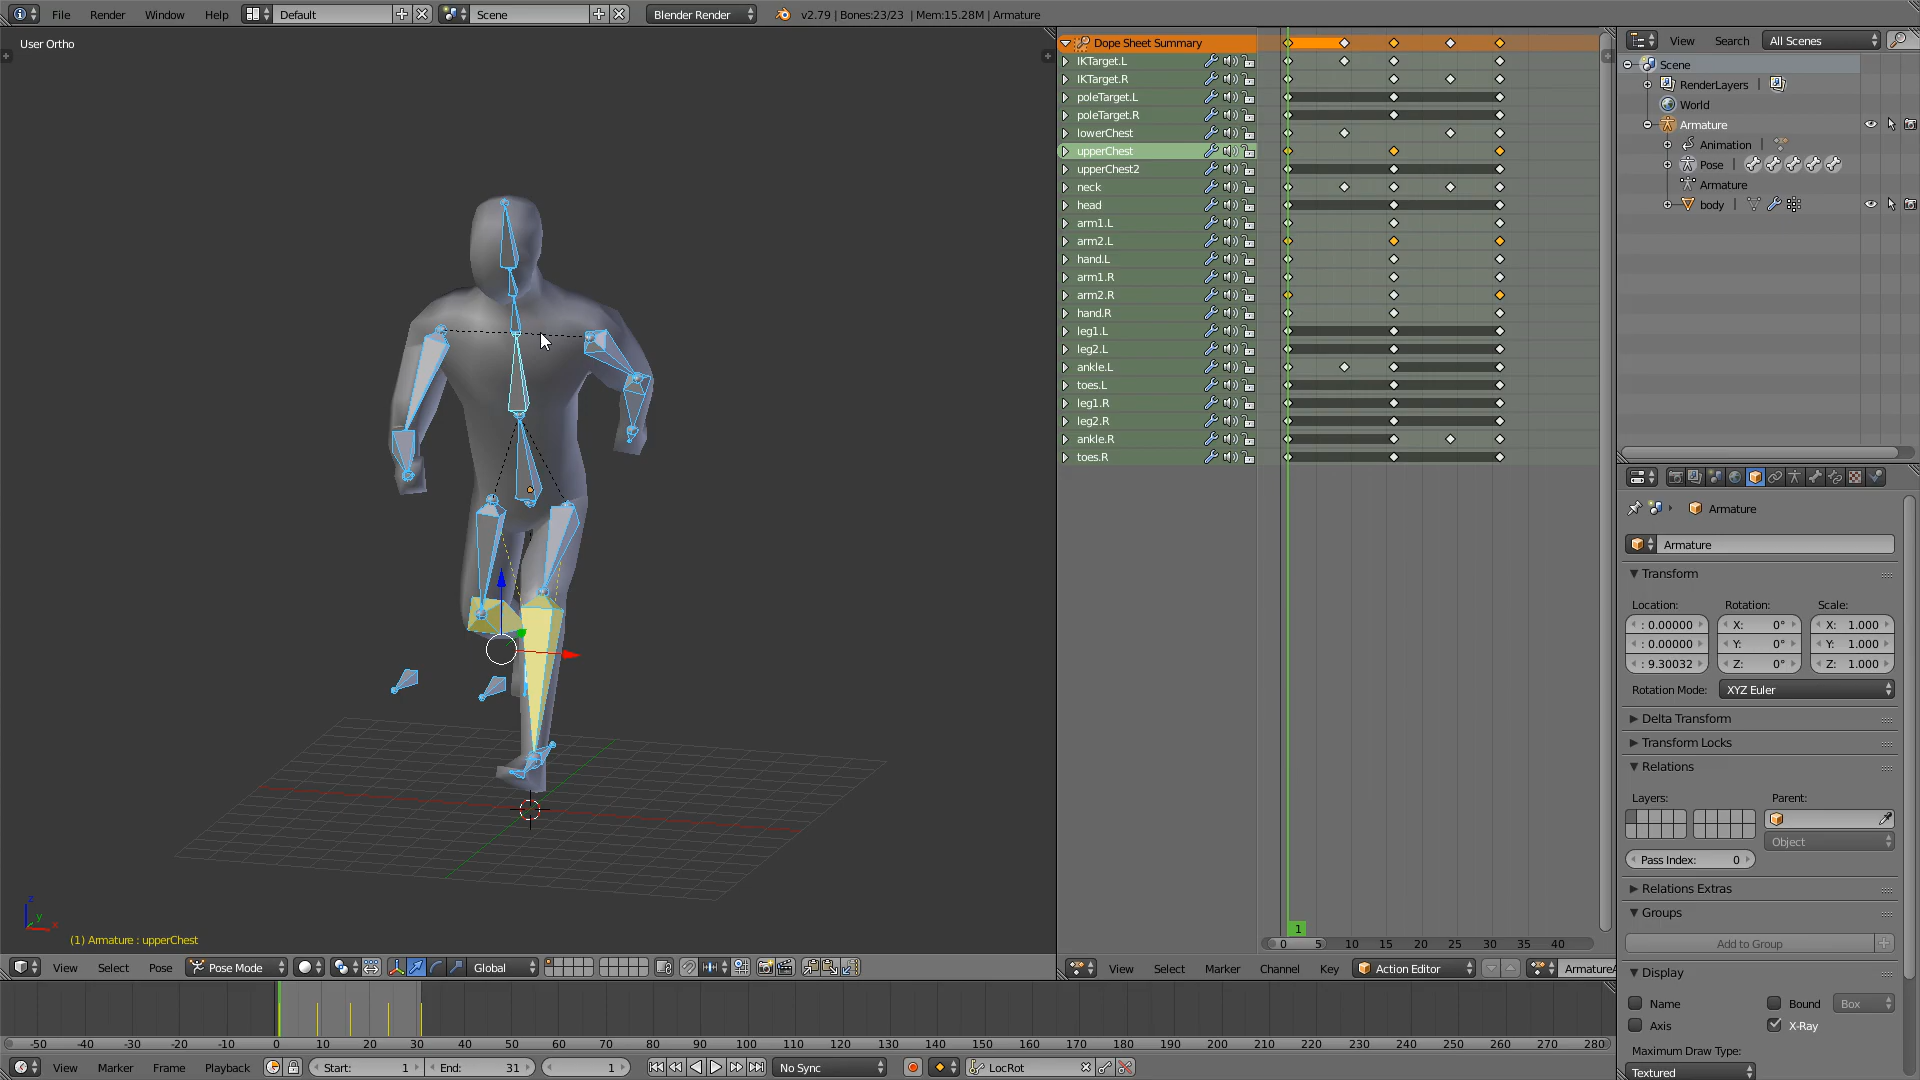 File Render Window Help Default Scene Blender Render v2.79 | Bones:23/23 | Mem:15.28M | Armature
User Ortho
(1) Armature : upperChest
View Select Pose Pose Mode Global
Dope Sheet Summary
IKTarget.L
IKTarget.R
poleTarget.L
poleTarget.R
lowerChest
upperChest
upperChest2
neck
head
arm1.L
arm2.L
hand.L
arm1.R
arm2.R
hand.R
leg1.L
leg2.L
ankle.L
toes.L
leg1.R
leg2.R
ankle.R
toes.R
1
0 5 10 15 20 25 30 35 40
View Select Marker Channel Key Action Editor ArmatureA
View Search All Scenes
Scene
RenderLayers
World
Armature
Animation
Pose
Armature
body
Armature
Armature
Transform
Location: Rotation: Scale:
: 0.00000 X: 0° X: 1.000
: 0.00000 Y: 0° Y: 1.000
: 9.30032 Z: 0° Z: 1.000
Rotation Mode: XYZ Euler
Delta Transform
Transform Locks
Relations
Layers: Parent:
Object
Pass Index: 0
Relations Extras
Groups
Add to Group
Display
Name Bound Box
Axis X-Ray
Maximum Draw Type:
Textured
-50 -40 -30 -20 -10 0 10 20 30 40 50 60 70 80 90 100 110 120 130 140 150 160 170 180 190 200 210 220 230 240 250 260 270 280
View Marker Frame Playback Start: 1 End: 31 1 No Sync LocRot
z
y
x